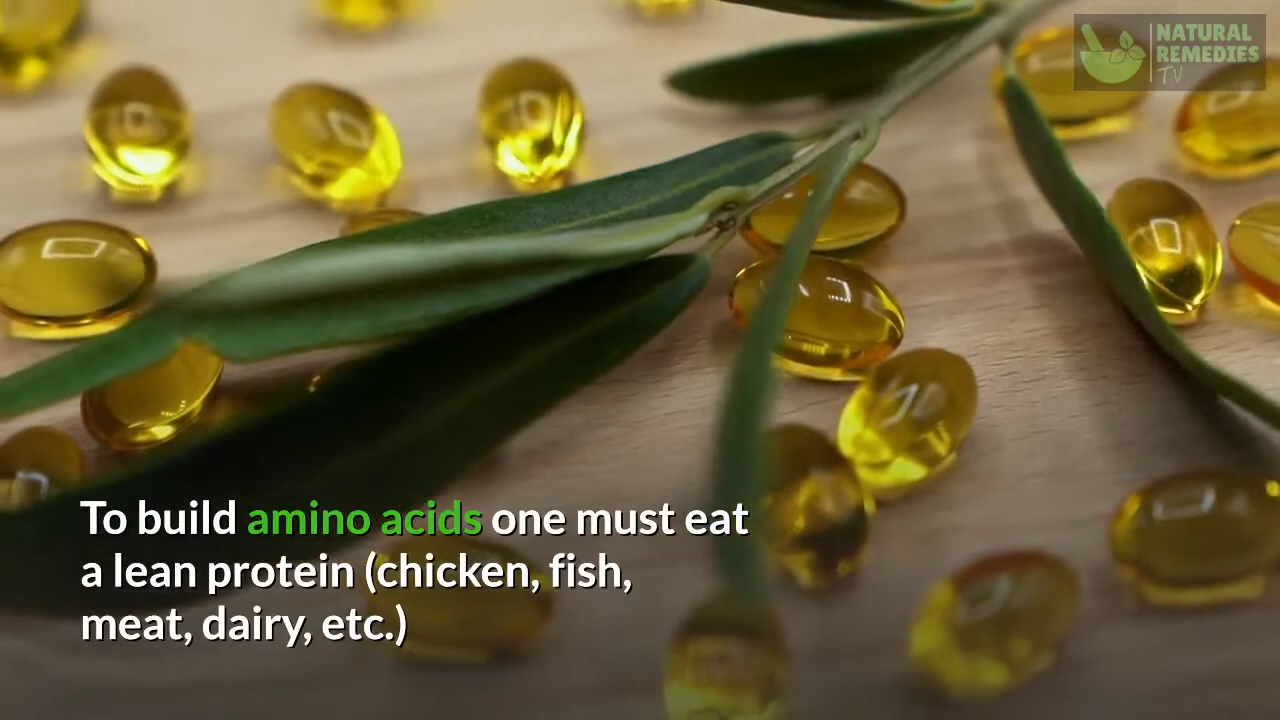 NATURAL
REMEDIES
TV
To build amino acids one must eat
a lean protein (chicken, fish,
meat, dairy, etc.)